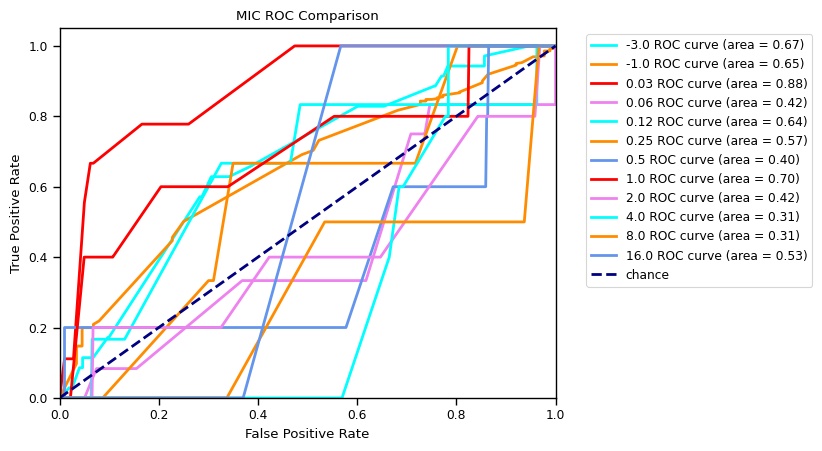 MIC ROC Comparison
1.0
0.8
0.6
0.4
0.2
0.0
True Positive Rate
0.0 0.2 0.4 0.6 0.8 1.0
False Positive Rate
-3.0 ROC curve (area = 0.67)
-1.0 ROC curve (area = 0.65)
0.03 ROC curve (area = 0.88)
0.06 ROC curve (area = 0.42)
0.12 ROC curve (area = 0.64)
0.25 ROC curve (area = 0.57)
0.5 ROC curve (area = 0.40)
1.0 ROC curve (area = 0.70)
2.0 ROC curve (area = 0.42)
4.0 ROC curve (area = 0.31)
8.0 ROC curve (area = 0.31)
16.0 ROC curve (area = 0.53)
chance